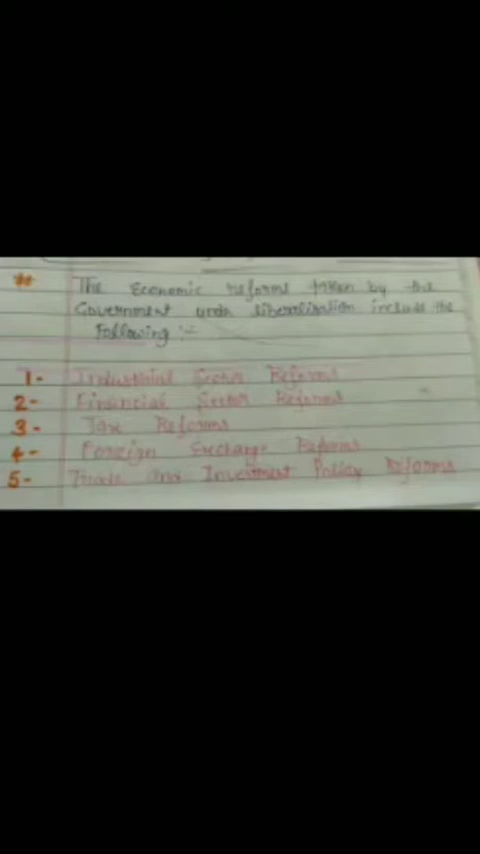 ** The Economic reforms taken by the
Government under liberalization include the
Following :-
1- Industrial Sector Reforms
2- Financial Sector Reforms
3- Tax Reforms
4- Foreign Exchange Reforms
5- Trade and Investment Policy Reforms